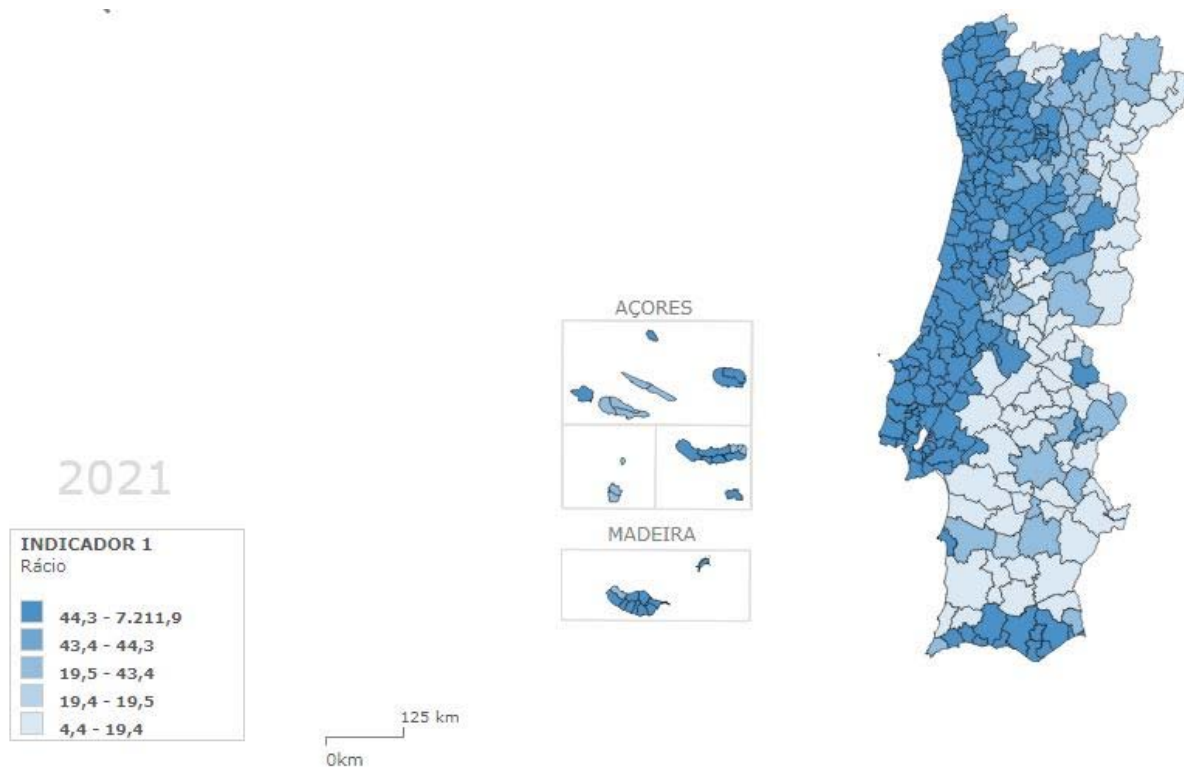 AÇORES
2021
MADEIRA
INDICADOR 1
Rácio
44,3 - 7.211,9
43,4 - 44,3
19,5 - 43,4
19,4 - 19,5
4,4 - 19,4
125 km
0km